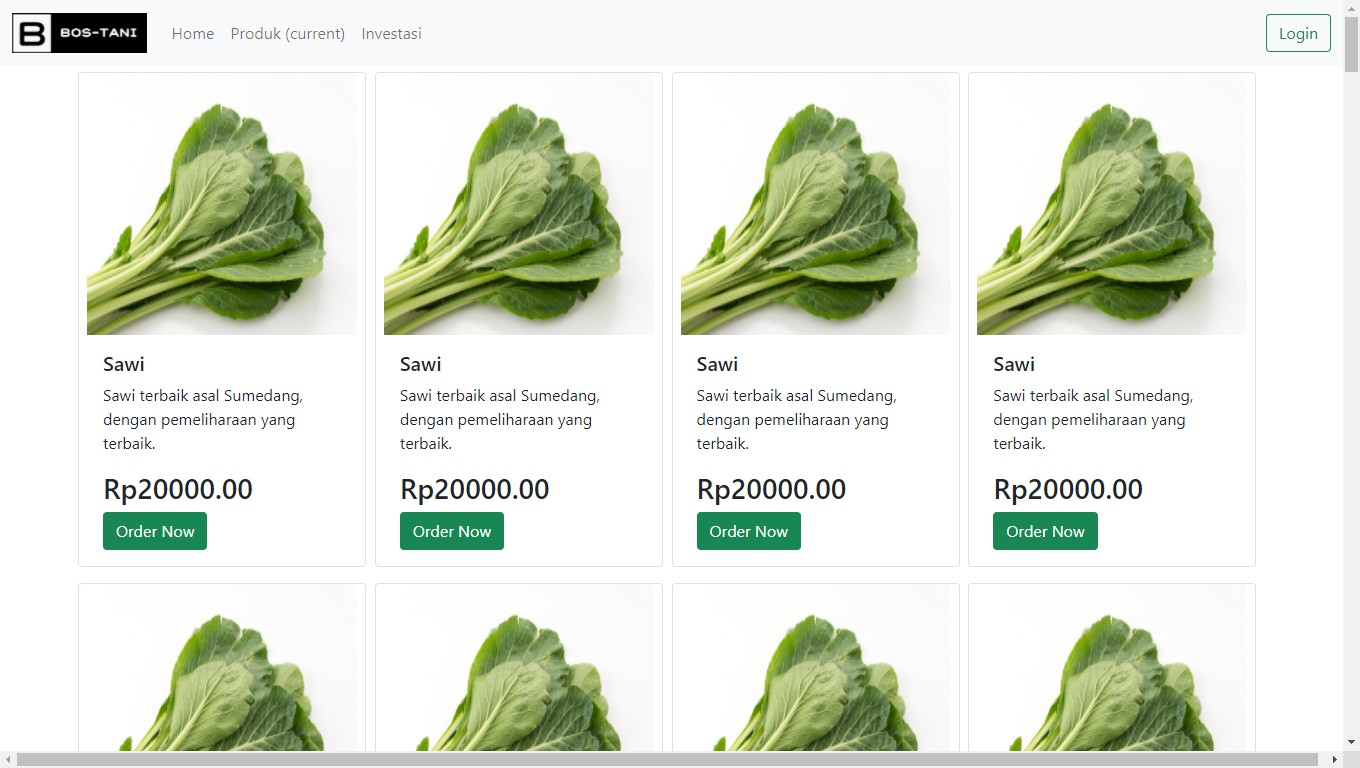 B BOS-TANI Home Produk (current) Investasi Login
Sawi Sawi Sawi Sawi
Sawi terbaik asal Sumedang, Sawi terbaik asal Sumedang, Sawi terbaik asal Sumedang, Sawi terbaik asal Sumedang,
dengan pemeliharaan yang dengan pemeliharaan yang dengan pemeliharaan yang dengan pemeliharaan yang
terbaik. terbaik. terbaik. terbaik.
Rp20000.00 Rp20000.00 Rp20000.00 Rp20000.00
Order Now Order Now Order Now Order Now